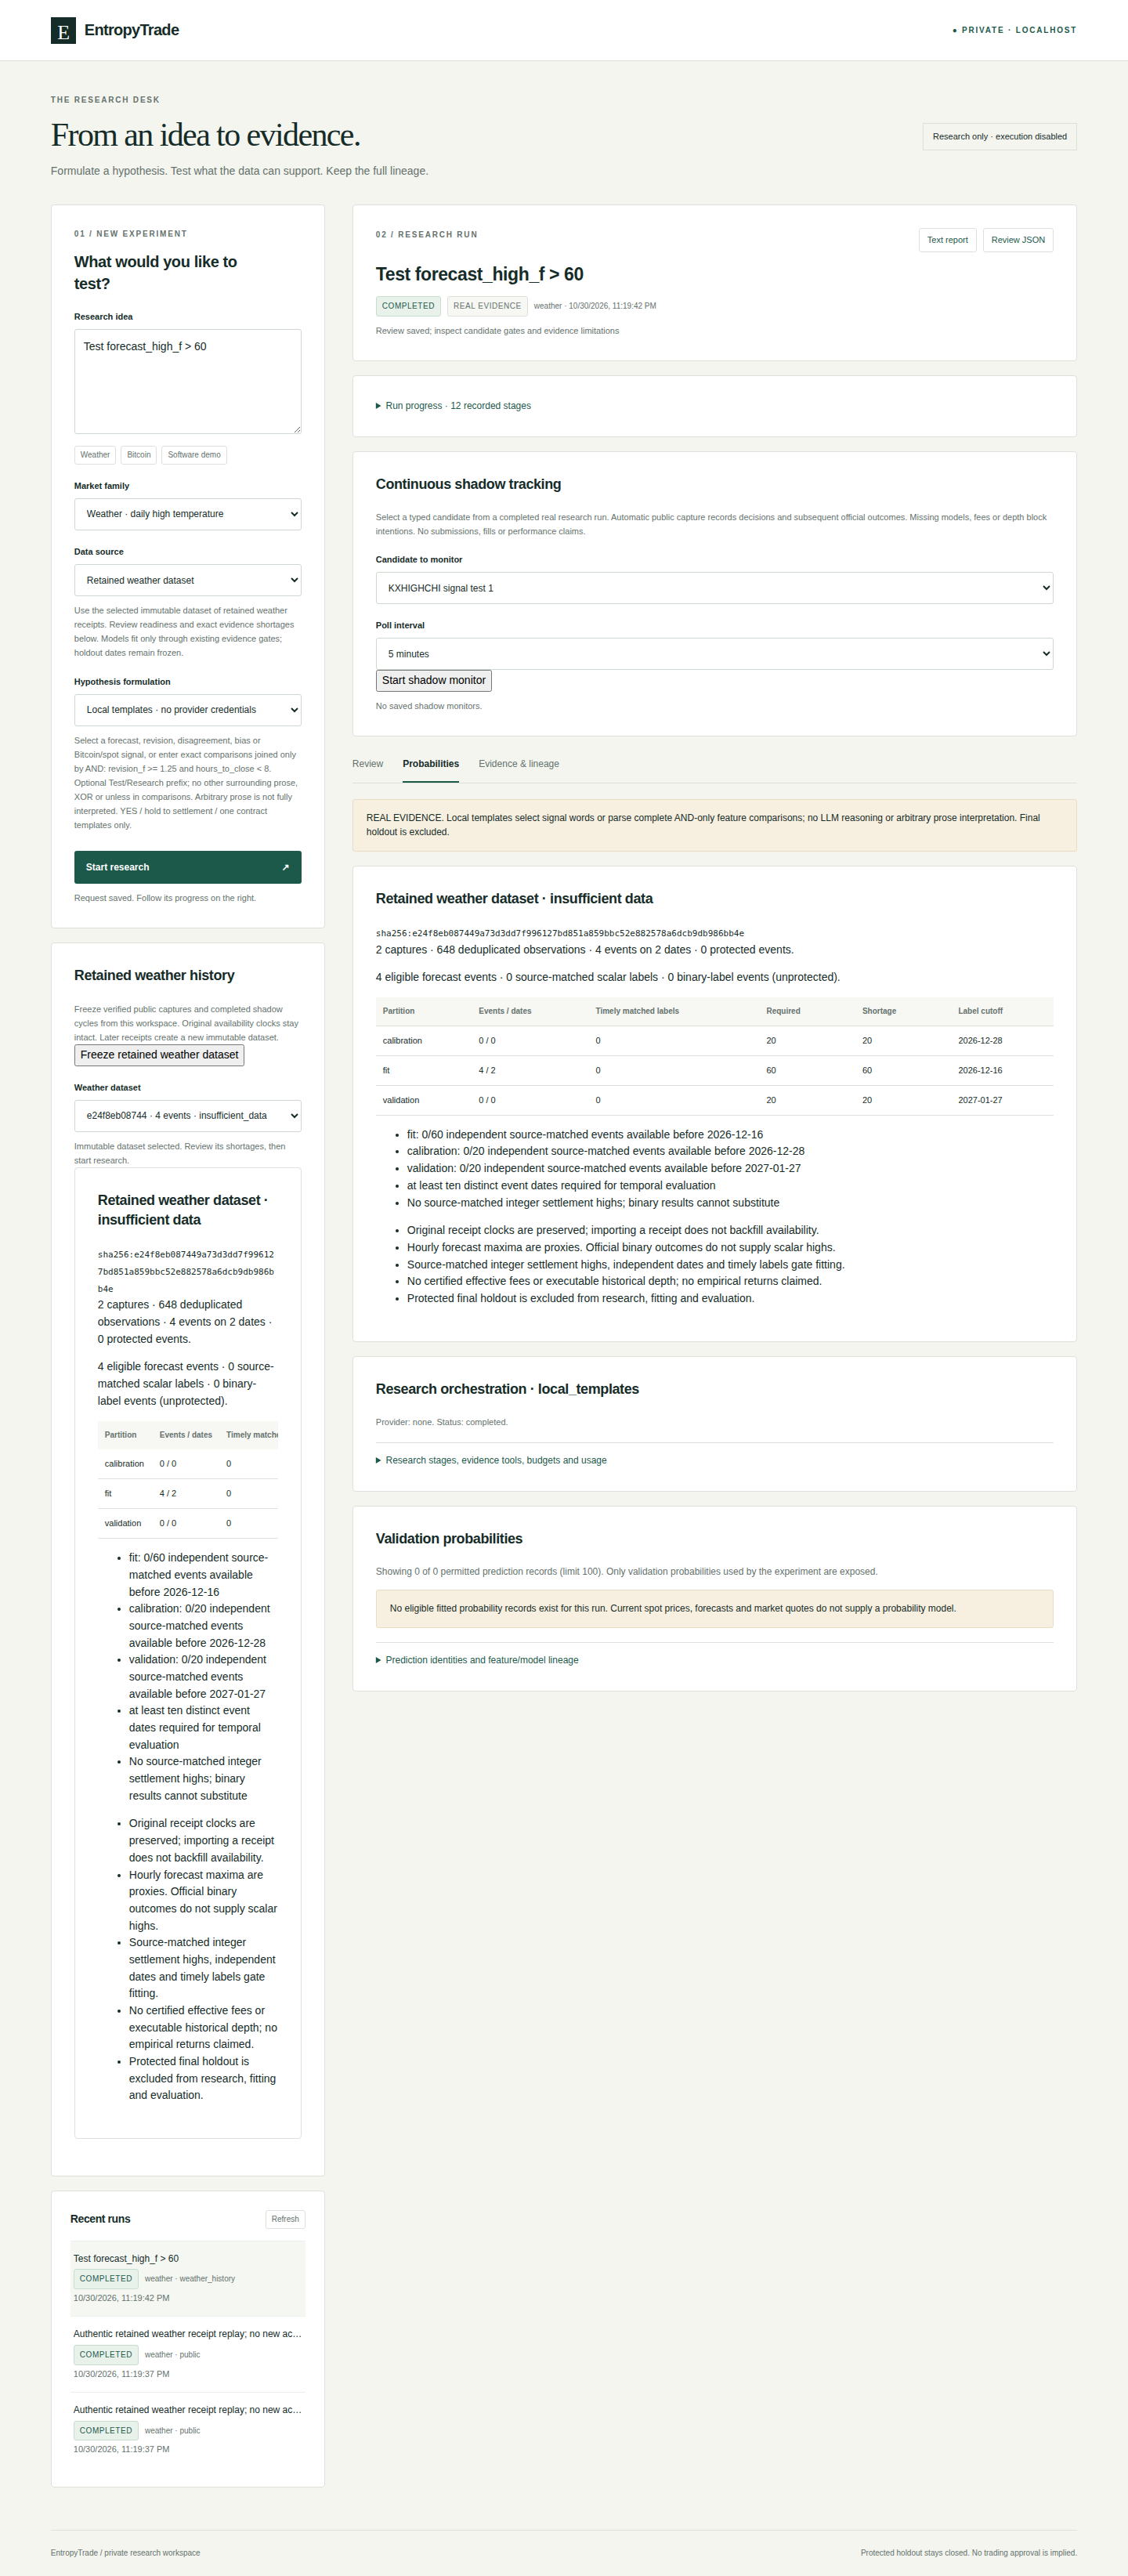 E EntropyTrade
● PRIVATE · LOCALHOST
THE RESEARCH DESK
From an idea to evidence.
Research only · execution disabled
Formulate a hypothesis. Test what the data can support. Keep the full lineage.
01 / NEW EXPERIMENT
What would you like to
test?
Research idea
Test forecast_high_f > 60
Weather
Bitcoin
Software demo
Market family
Weather · daily high temperature
Data source
Retained weather dataset
Use the selected immutable dataset of retained weather
receipts. Review readiness and exact evidence shortages
below. Models fit only through existing evidence gates;
holdout dates remain frozen.
Hypothesis formulation
Local templates · no provider credentials
Select a forecast, revision, disagreement, bias or
Bitcoin/spot signal, or enter exact comparisons joined only
by AND: revision_f >= 1.25 and hours_to_close < 8.
Optional Test/Research prefix; no other surrounding prose,
XOR or unless in comparisons. Arbitrary prose is not fully
interpreted. YES / hold to settlement / one contract
templates only.
Start research ↗
Request saved. Follow its progress on the right.
Retained weather history
Freeze verified public captures and completed shadow
cycles from this workspace. Original availability clocks stay
intact. Later receipts create a new immutable dataset.
Freeze retained weather dataset
Weather dataset
e24f8eb08744 · 4 events · insufficient_data
Immutable dataset selected. Review its shortages, then
start research.
Retained weather dataset ·
insufficient data
sha256:e24f8eb087449a73d3dd7f99612
7bd851a859bbc52e882578a6dcb9db986b
b4e
2 captures · 648 deduplicated
observations · 4 events on 2 dates ·
0 protected events.
4 eligible forecast events · 0 source-
matched scalar labels · 0 binary-
label events (unprotected).
Partition Events / dates Timely matche
calibration 0 / 0 0
fit 4 / 2 0
validation 0 / 0 0
• fit: 0/60 independent source-
matched events available
before 2026-12-16
• calibration: 0/20 independent
source-matched events
available before 2026-12-28
• validation: 0/20 independent
source-matched events
available before 2027-01-27
• at least ten distinct event
dates required for temporal
evaluation
• No source-matched integer
settlement highs; binary
results cannot substitute
• Original receipt clocks are
preserved; importing a receipt
does not backfill availability.
• Hourly forecast maxima are
proxies. Official binary
outcomes do not supply scalar
highs.
• Source-matched integer
settlement highs, independent
dates and timely labels gate
fitting.
• No certified effective fees or
executable historical depth; no
empirical returns claimed.
• Protected final holdout is
excluded from research, fitting
and evaluation.
Recent runs
Refresh
Test forecast_high_f > 60
COMPLETED weather · weather_history
10/30/2026, 11:19:42 PM
Authentic retained weather receipt replay; no new ac…
COMPLETED weather · public
10/30/2026, 11:19:37 PM
Authentic retained weather receipt replay; no new ac…
COMPLETED weather · public
10/30/2026, 11:19:37 PM
02 / RESEARCH RUN
Text report
Review JSON
Test forecast_high_f > 60
COMPLETED REAL EVIDENCE weather · 10/30/2026, 11:19:42 PM
Review saved; inspect candidate gates and evidence limitations
▶ Run progress · 12 recorded stages
Continuous shadow tracking
Select a typed candidate from a completed real research run. Automatic public capture records decisions and subsequent official outcomes. Missing models, fees or depth block
intentions. No submissions, fills or performance claims.
Candidate to monitor
KXHIGHCHI signal test 1
Poll interval
5 minutes
Start shadow monitor
No saved shadow monitors.
Review Probabilities Evidence & lineage
REAL EVIDENCE. Local templates select signal words or parse complete AND-only feature comparisons; no LLM reasoning or arbitrary prose interpretation. Final
holdout is excluded.
Retained weather dataset · insufficient data
sha256:e24f8eb087449a73d3dd7f996127bd851a859bbc52e882578a6dcb9db986bb4e
2 captures · 648 deduplicated observations · 4 events on 2 dates · 0 protected events.
4 eligible forecast events · 0 source-matched scalar labels · 0 binary-label events (unprotected).
Partition Events / dates Timely matched labels Required Shortage Label cutoff
calibration 0 / 0 0 20 20 2026-12-28
fit 4 / 2 0 60 60 2026-12-16
validation 0 / 0 0 20 20 2027-01-27
• fit: 0/60 independent source-matched events available before 2026-12-16
• calibration: 0/20 independent source-matched events available before 2026-12-28
• validation: 0/20 independent source-matched events available before 2027-01-27
• at least ten distinct event dates required for temporal evaluation
• No source-matched integer settlement highs; binary results cannot substitute
• Original receipt clocks are preserved; importing a receipt does not backfill availability.
• Hourly forecast maxima are proxies. Official binary outcomes do not supply scalar highs.
• Source-matched integer settlement highs, independent dates and timely labels gate fitting.
• No certified effective fees or executable historical depth; no empirical returns claimed.
• Protected final holdout is excluded from research, fitting and evaluation.
Research orchestration · local_templates
Provider: none. Status: completed.
▶ Research stages, evidence tools, budgets and usage
Validation probabilities
Showing 0 of 0 permitted prediction records (limit 100). Only validation probabilities used by the experiment are exposed.
No eligible fitted probability records exist for this run. Current spot prices, forecasts and market quotes do not supply a probability model.
▶ Prediction identities and feature/model lineage
EntropyTrade / private research workspace
Protected holdout stays closed. No trading approval is implied.